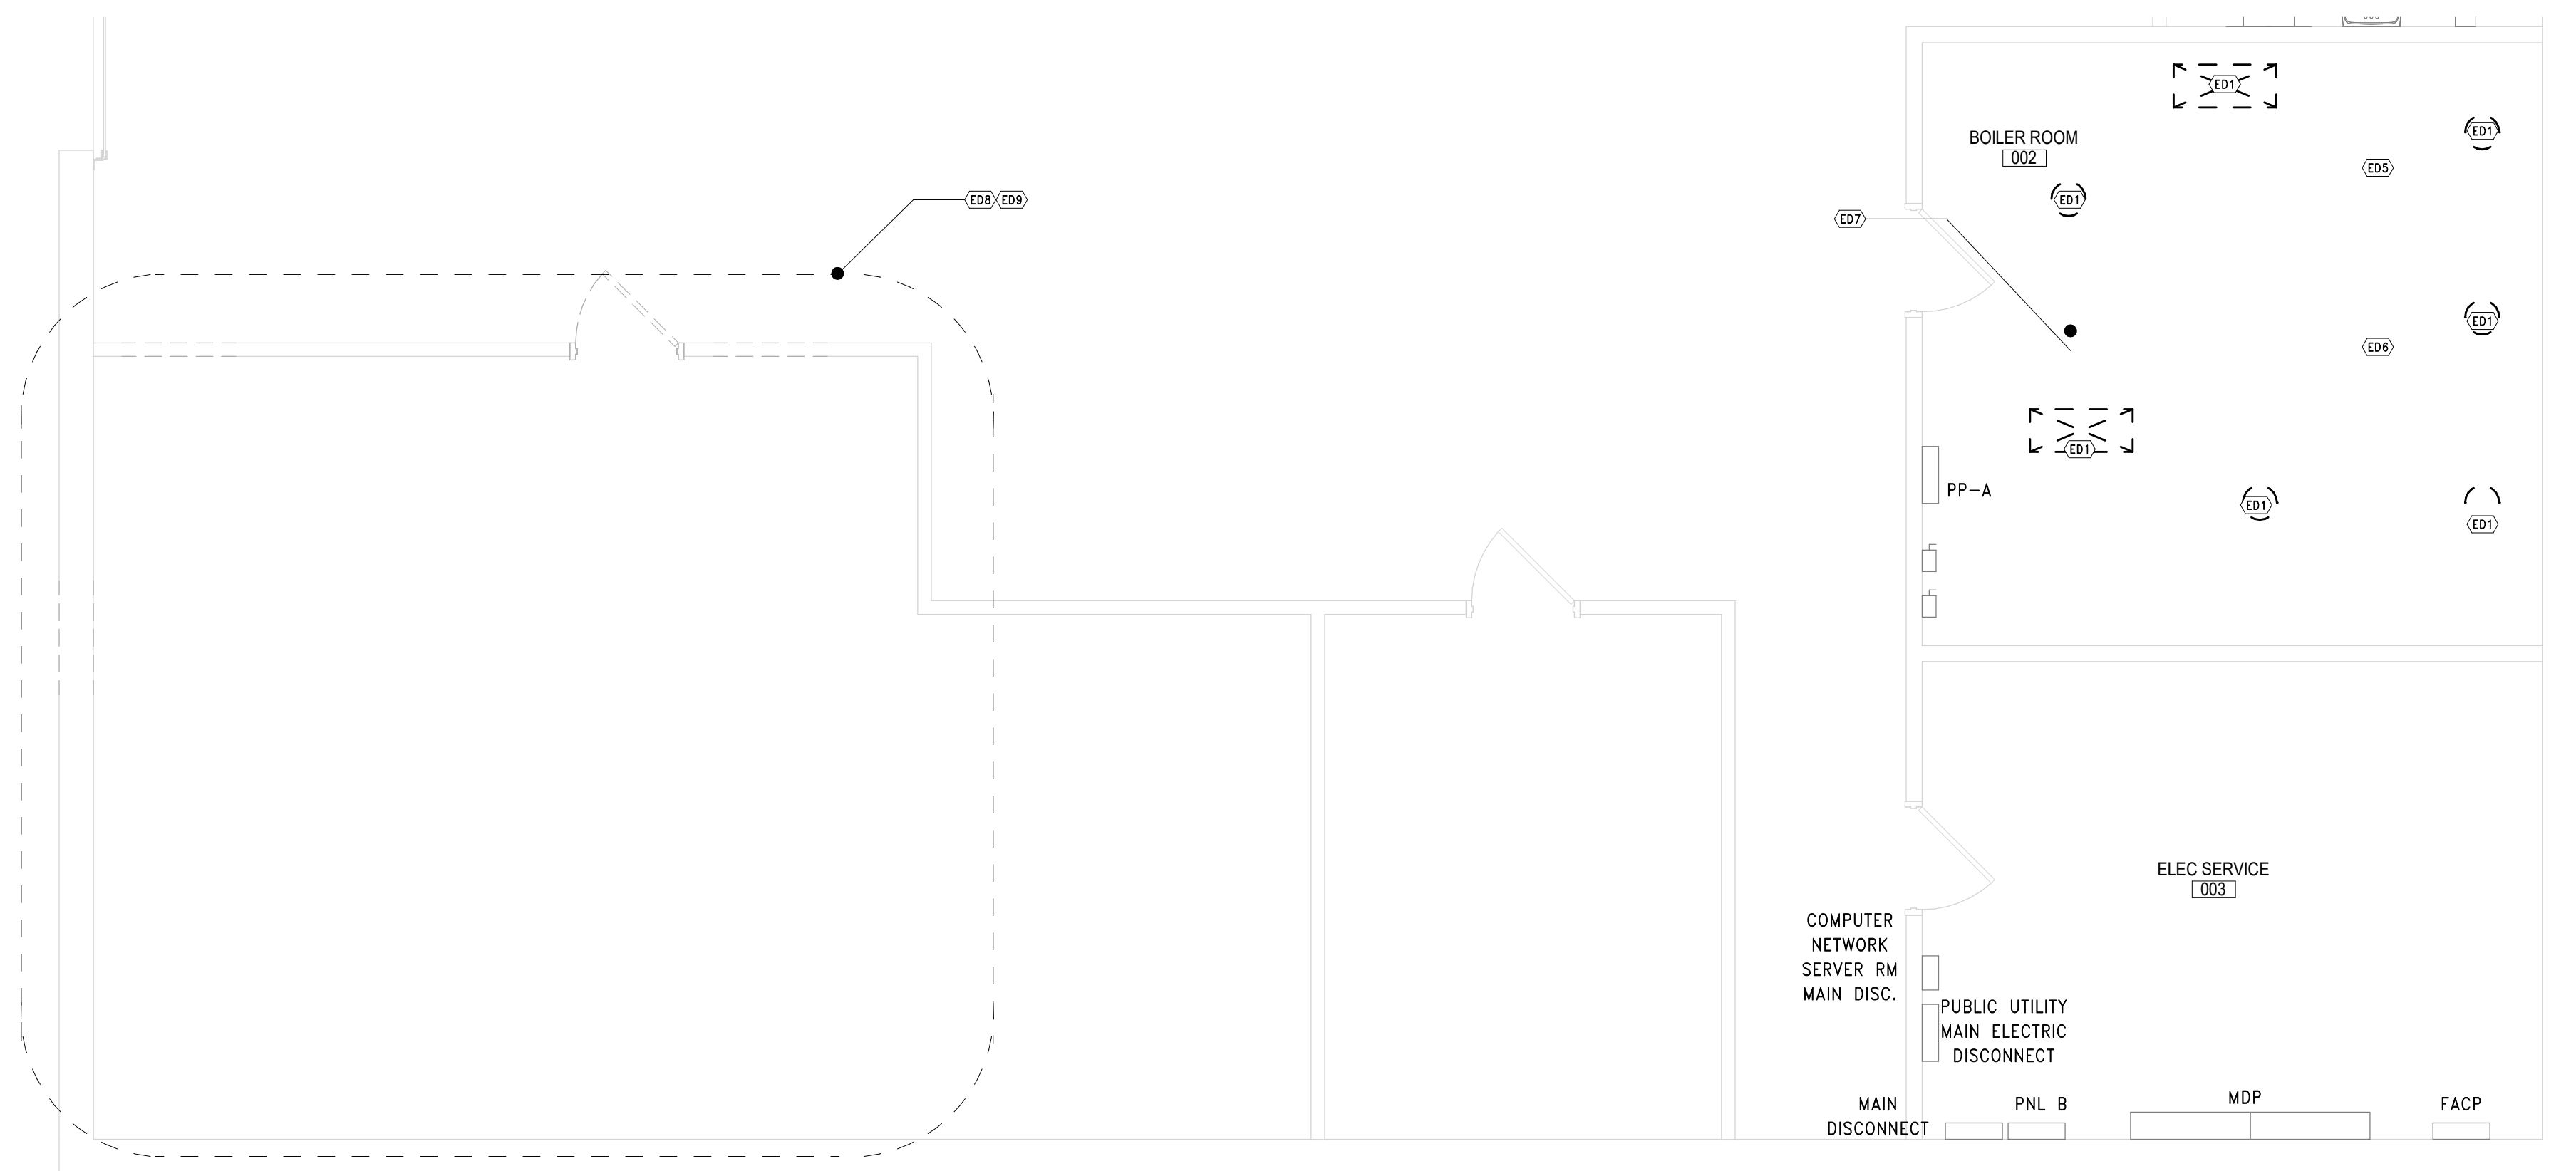 ED1
ED1
BOILER ROOM
002
ED5
ED1
ED8 ED9
ED7
ED1
ED6
ED1
PP-A
ED1
ED1
ELEC SERVICE
003
COMPUTER
NETWORK
SERVER RM
MAIN DISC.
PUBLIC UTILITY
MAIN ELECTRIC
DISCONNECT
MAIN
DISCONNECT
PNL B
MDP
FACP